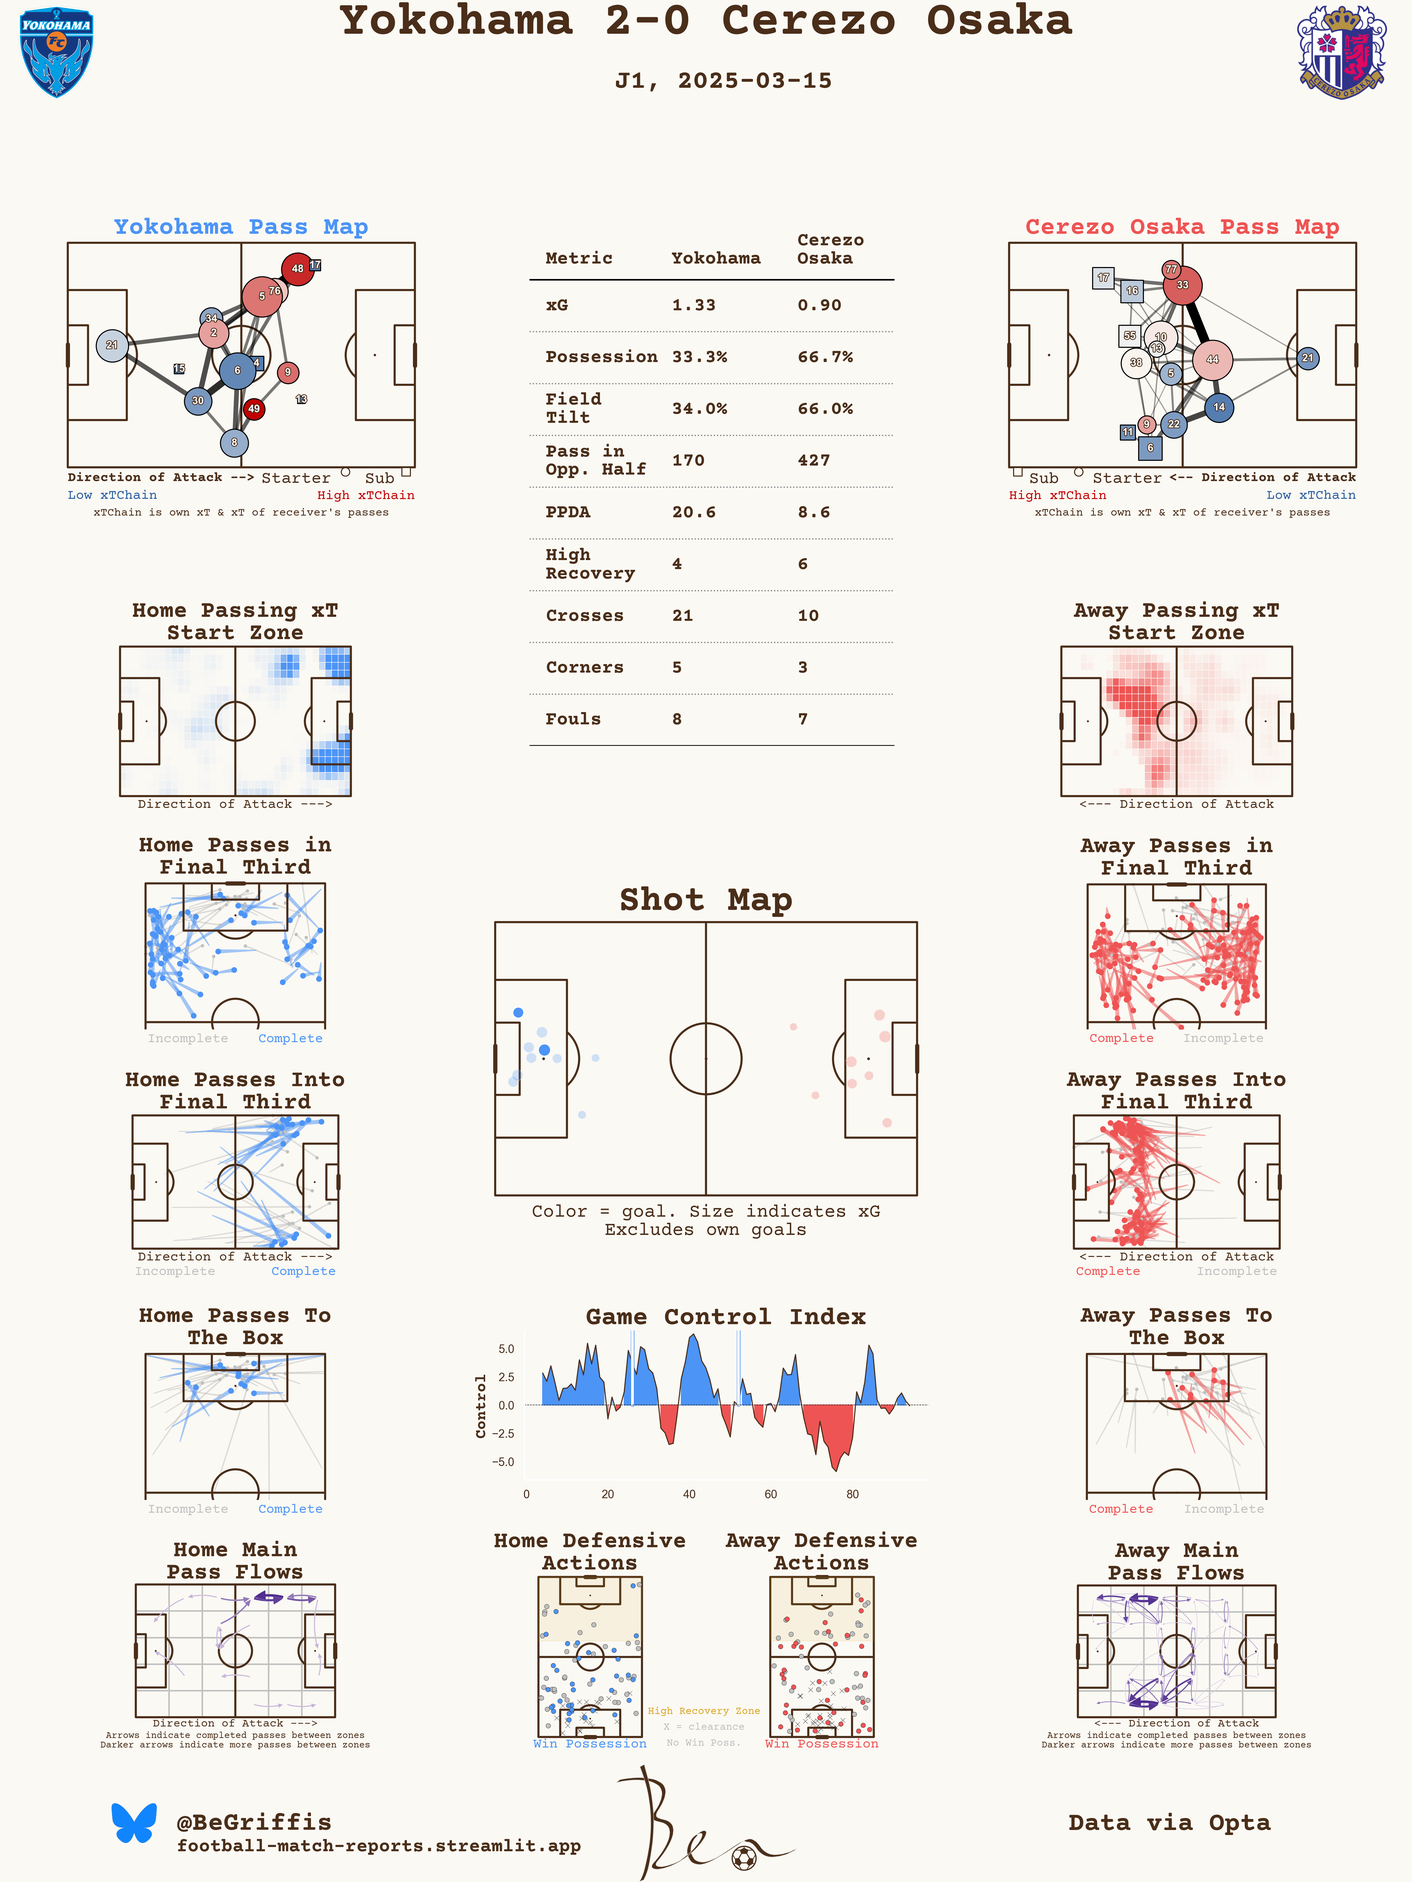 Yokohama 2-0 Cerezo Osaka
J1, 2025-03-15
YOKOHAMA
FC
CEREZO OSAKA
Yokohama Pass Map
48
17
76
5
34
2
21
4
15
6
9
30
13
49
8
Direction of Attack --> Starter Sub
Low xTChain High xTChain
xTChain is own xT & xT of receiver's passes
Metric Yokohama Cerezo Osaka
xG 1.33 0.90
Possession 33.3% 66.7%
Field Tilt 34.0% 66.0%
Pass in Opp. Half 170 427
PPDA 20.6 8.6
High Recovery 4 6
Crosses 21 10
Corners 5 3
Fouls 8 7
Cerezo Osaka Pass Map
77
17
33
16
55
10
13
38
44
21
5
14
9
22
11
6
Sub Starter <-- Direction of Attack
High xTChain Low xTChain
xTChain is own xT & xT of receiver's passes
Home Passing xT
Start Zone
Direction of Attack --->
Away Passing xT
Start Zone
<--- Direction of Attack
Home Passes in
Final Third
Incomplete Complete
Away Passes in
Final Third
Complete Incomplete
Shot Map
Color = goal. Size indicates xG
Excludes own goals
Home Passes Into
Final Third
Direction of Attack --->
Incomplete Complete
Away Passes Into
Final Third
<--- Direction of Attack
Complete Incomplete
Game Control Index
Control
5.0
2.5
0.0
−2.5
−5.0
0 20 40 60 80
Home Passes To
The Box
Incomplete Complete
Away Passes To
The Box
Complete Incomplete
Home Main
Pass Flows
Direction of Attack --->
Arrows indicate completed passes between zones
Darker arrows indicate more passes between zones
Home Defensive
Actions
Win Possession
Away Defensive
Actions
Win Possession
High Recovery Zone
X = clearance
No Win Poss.
Away Main
Pass Flows
<--- Direction of Attack
Arrows indicate completed passes between zones
Darker arrows indicate more passes between zones
@BeGriffis
football-match-reports.streamlit.app
Ben
Data via Opta